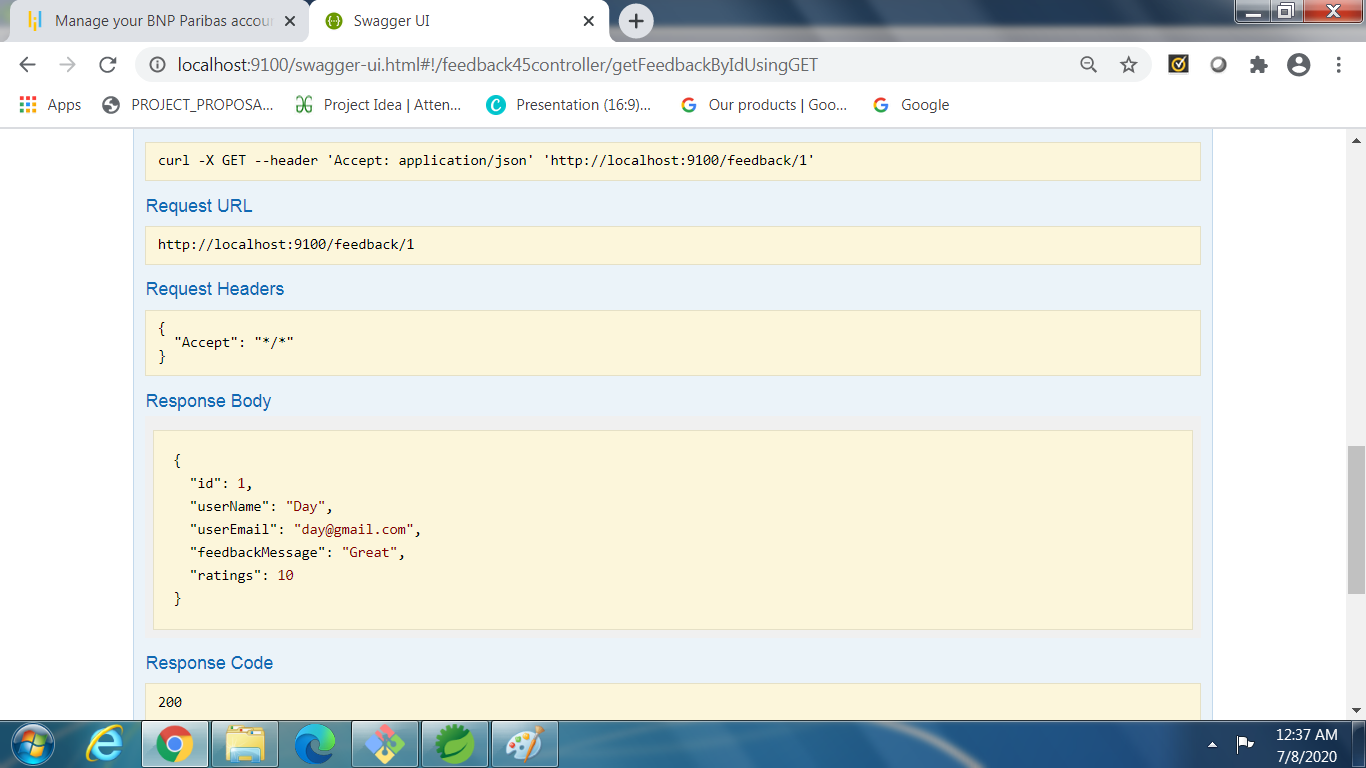 Manage your BNP Paribas accou
Swagger UI
localhost:9100/swagger-ui.html#!/feedback45controller/getFeedbackByIdUsingGET
Apps PROJECT_PROPOSA... Project Idea | Atten... Presentation (16:9)... Our products | Goo... Google
curl -X GET --header 'Accept: application/json' 'http://localhost:9100/feedback/1'
Request URL
http://localhost:9100/feedback/1
Request Headers
{
"Accept": "*/*"
}
Response Body
{
"id": 1,
"userName": "Day",
"userEmail": "day@gmail.com",
"feedbackMessage": "Great",
"ratings": 10
}
Response Code
200
12:37 AM
7/8/2020